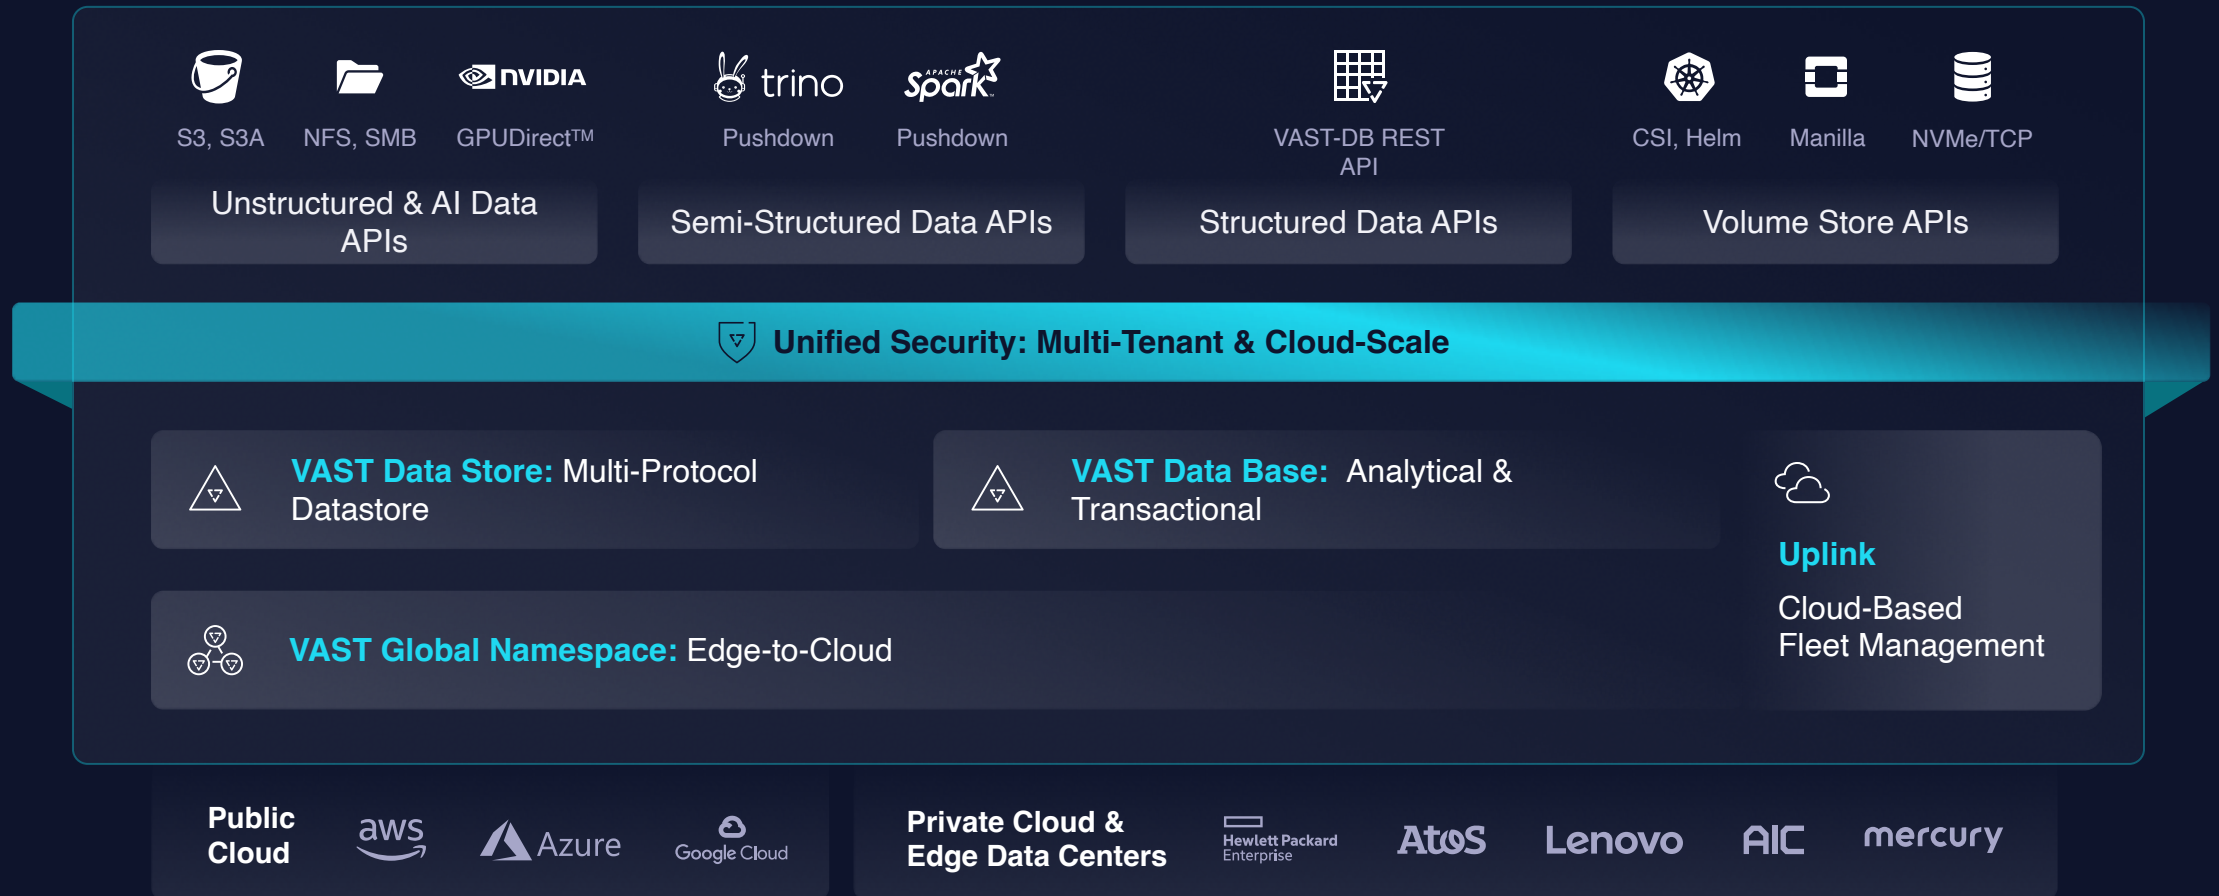 NVIDIA
trino
APACHE
Spark™
S3, S3A
NFS, SMB
GPUDirect™
Pushdown
Pushdown
VAST-DB REST
API
CSI, Helm
Manilla
NVMe/TCP
Unstructured & AI Data
APIs
Semi-Structured Data APIs
Structured Data APIs
Volume Store APIs
Unified Security: Multi-Tenant & Cloud-Scale
VAST Data Store: Multi-Protocol
Datastore
VAST Data Base: Analytical &
Transactional
Uplink
Cloud-Based
Fleet Management
VAST Global Namespace: Edge-to-Cloud
Public
Cloud
aws
Azure
Google Cloud
Private Cloud &
Edge Data Centers
Hewlett Packard
Enterprise
Atos
Lenovo
AIC
mercury